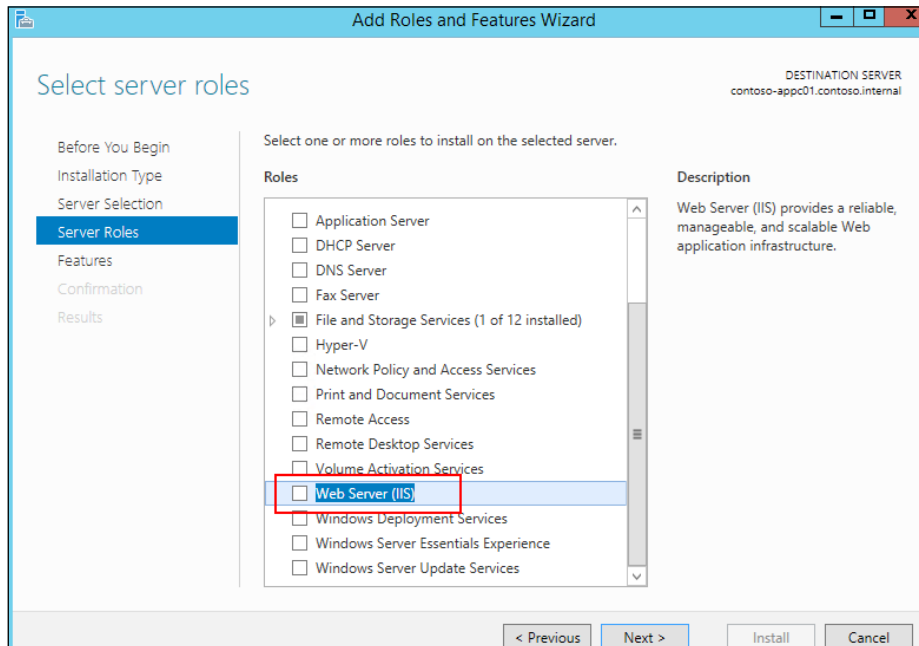 Add Roles and Features Wizard
Select server roles
DESTINATION SERVER
contoso-appc01.contoso.internal
Before You Begin
Installation Type
Server Selection
Server Roles
Features
Confirmation
Results
Select one or more roles to install on the selected server.
Roles
Application Server
DHCP Server
DNS Server
Fax Server
File and Storage Services (1 of 12 installed)
Hyper-V
Network Policy and Access Services
Print and Document Services
Remote Access
Remote Desktop Services
Volume Activation Services
Web Server (IIS)
Windows Deployment Services
Windows Server Essentials Experience
Windows Server Update Services
Description
Web Server (IIS) provides a reliable,
manageable, and scalable Web
application infrastructure.
< Previous
Next >
Install
Cancel